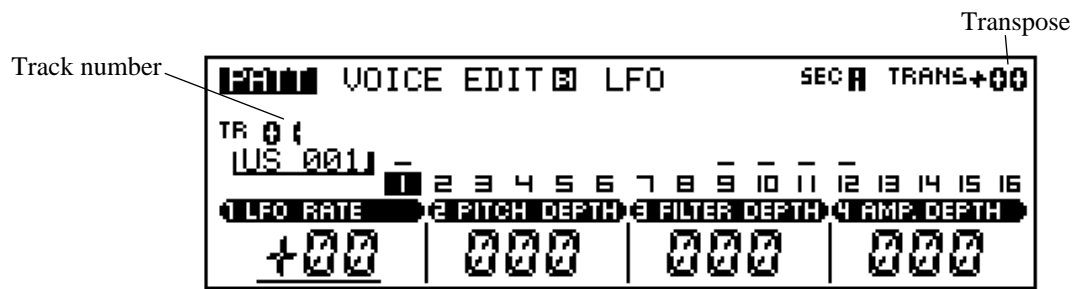 Transpose
Track number
PATT VOICE EDIT B LFO SEC A TRANS+00
TR 01
US 001
1 2 3 4 5 6 7 8 9 10 11 12 13 14 15 16
1 LFO RATE 2 PITCH DEPTH 3 FILTER DEPTH 4 AMP. DEPTH
+00 000 000 000